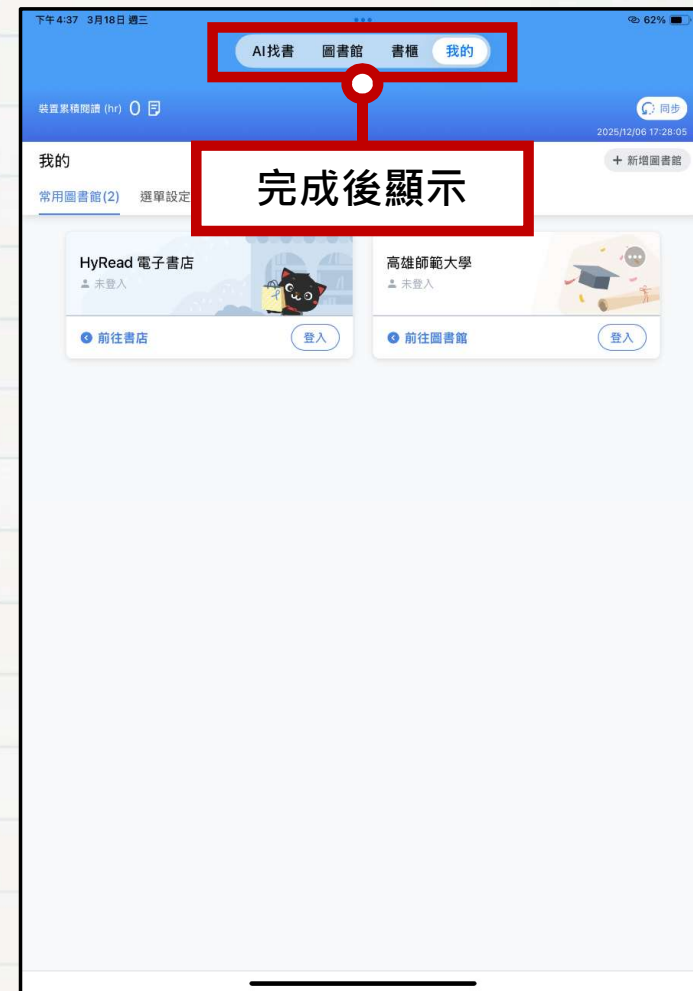 下午4:37 3月18日 週三
62%
AI找書 圖書館 書櫃 我的
裝置累積閱讀 (hr) 0
同步
2025/12/06 17:28:05
我的
+ 新增圖書館
完成後顯示
常用圖書館(2) 選單設定
HyRead 電子書店
未登入
前往書店
登入
高雄師範大學
未登入
前往圖書館
登入